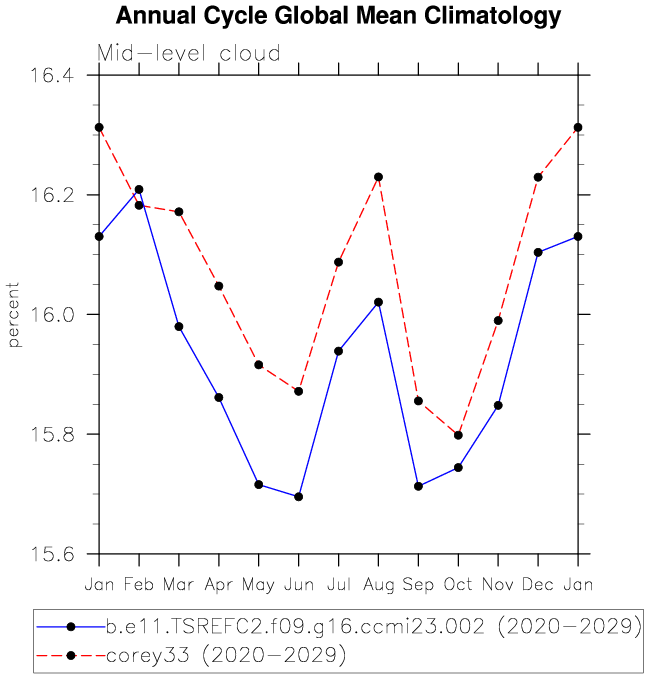 Annual Cycle Global Mean Climatology
Mid-level cloud
16.4
16.2
16.0
15.8
15.6
percent
Jan Feb Mar Apr May Jun Jul Aug Sep Oct Nov Dec Jan
b.e11.TSREFC2.f09.g16.ccmi23.002 (2020-2029)
corey33 (2020-2029)